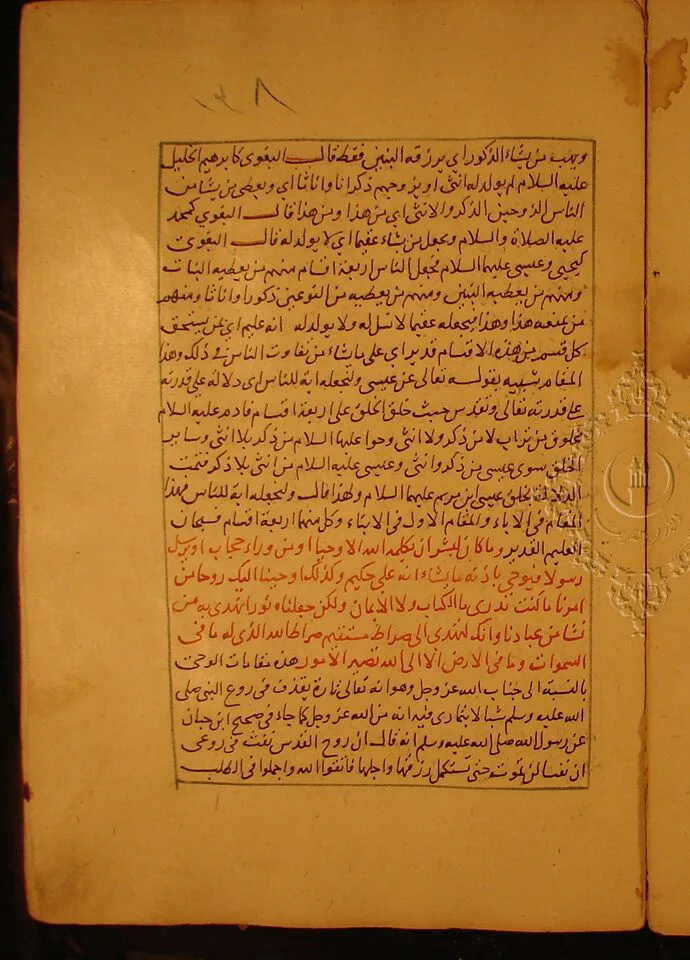 ٨
ويهب من يشاء الذكور اي يرزقه البنين فقط قال البغوي كابرهيم الخليل
عليه السلام لم يولد له انثى او يزوجهم ذكرانا واناثا اي ويعطي من يشا من
الناس الزوجين الذكر والانثى اي من هذا ومن هذا قال البغوي كمحمد
عليه الصلاة والسلام ويجعل من يشاء عقيما اي لا يولد له قال البغوي
كيحيى وعيسى عليهما السلام فجعل الناس اربعة اقسام منهم من يعطيه البنات
ومنهم من يعطيه البنين ومنهم من يعطيه من النوعين ذكورا واناثا ومنهم
من يمنعه هذا وهذا فيجعله عقيما لا نسل له ولا يولد له انه عليم اي بمن يستحق
كل قسم من هذه الاقسام قدير اي على ما يشاء من تفاوت الناس في ذلك وهذا
المقام شبيه بقوله تعالى عن عيسى ولنجعله اية للناس اى دلالة على قدرته
على قدرته تعالى وتقدس حيث خلق الخلق على اربعة اقسام فادم عليه السلام
مخلوق من تراب لا من ذكر ولا انثى وحوا عليها السلام من ذكر بلا انثى وساير
الخلق سوى عيسى من ذكر وانثى وعيسى عليه السلام من انثى بلا ذكر فتمت
الدلالة بخلق عيسى ابن مريم عليهما السلام ولهذا قال ولنجعله اية للناس فهذا
المقام في الاباء والمقام الاول في الابناء وكل منهما اربعة اقسام فسبحان
العليم القدير وما كان لبشر ان يكلمه الله الا وحيا او من وراء حجاب او يرسل
رسولا فيوحي باذنه ما يشاء انه علي حكيم وكذلك اوحينا اليك روحا من
امرنا ما كنت تدري ما الكتاب ولا الايمان ولكن جعلناه نورا نهدى به من
نشا من عبادنا وانك لتهدى الى صراط مستقيم صراط الله الذى له ما في
السموات وما في الارض الا الى الله تصير الامور هذه مقامات الوحي
بالنسبة الى جناب الله عز وجل وهو انه تعالى تارة يقذف في روع النبي صلى
الله عليه وسلم شيا لا يتمارى فيه انه من الله عز وجل كما جاء في صحيح ابن حبان
عن رسول الله صلى الله عليه وسلم انه قال ان روح القدس نفث في روعي
ان نفسا لن تموت حتى تستكمل رزقها واجلها فاتقوا الله واجملوا في الطلب